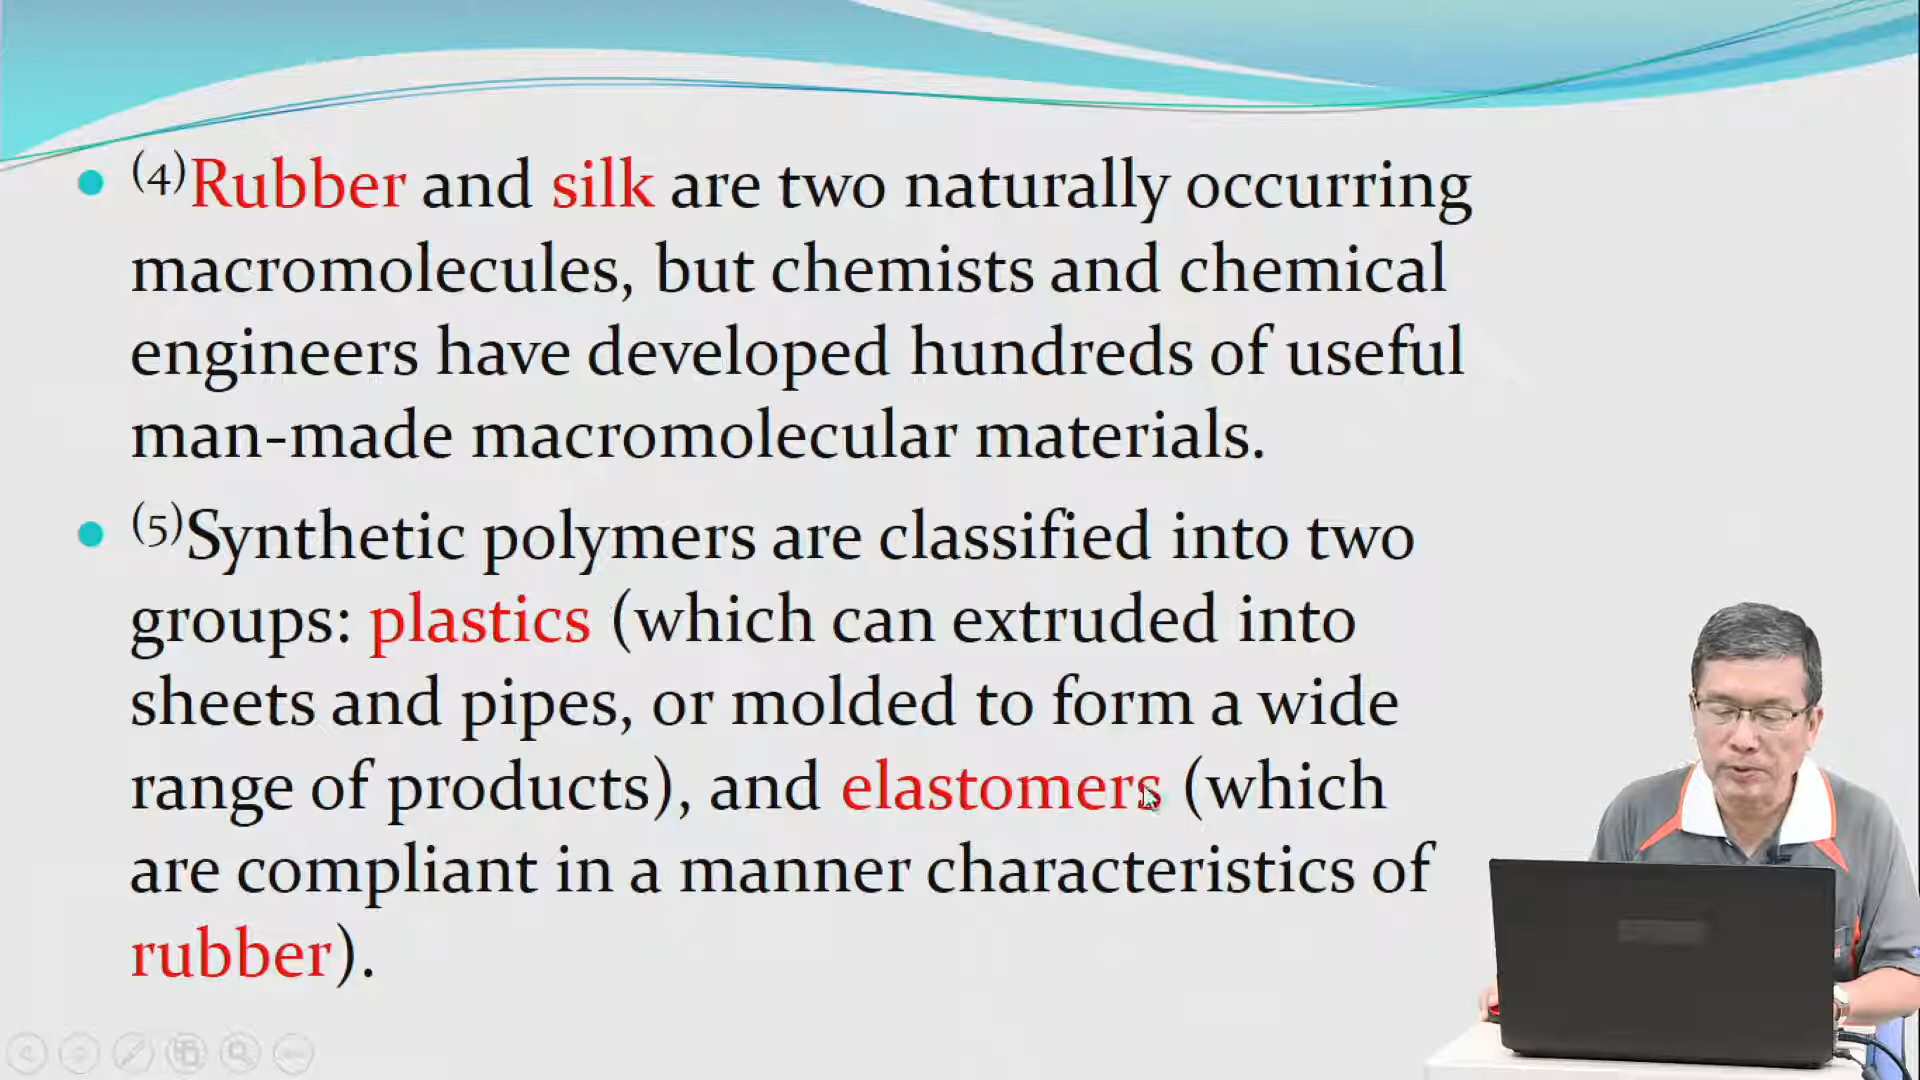 (4)Rubber and silk are two naturally occurring
macromolecules, but chemists and chemical
engineers have developed hundreds of useful
man-made macromolecular materials.
(5)Synthetic polymers are classified into two
groups: plastics (which can extruded into
sheets and pipes, or molded to form a wide
range of products), and elastomers (which
are compliant in a manner characteristics of
rubber).